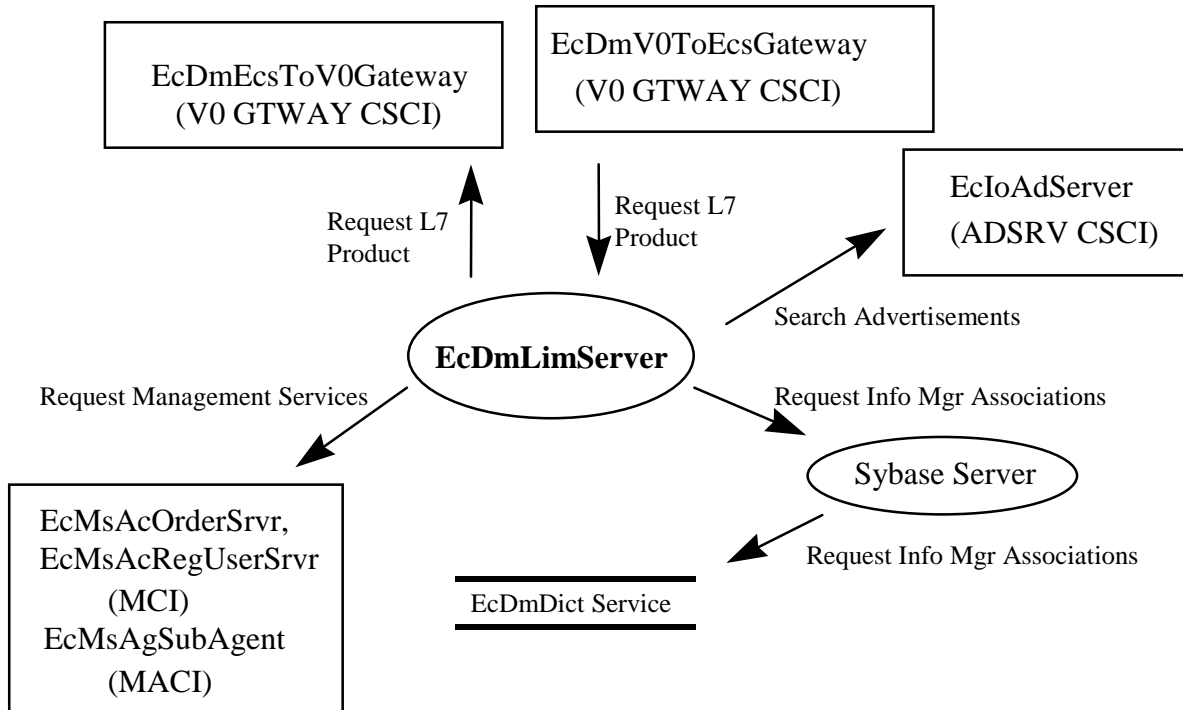 EcDmEcsToV0Gateway
(V0 GTWAY CSCI)
EcDmV0ToEcsGateway
(V0 GTWAY CSCI)
EcIoAdServer
(ADSRV CSCI)
Request L7
Product
Request L7
Product
Search Advertisements
EcDmLimServer
Request Management Services
Request Info Mgr Associations
Sybase Server
EcMsAcOrderSrvr,
EcMsAcRegUserSrvr
(MCI)
EcMsAgSubAgent
(MACI)
Request Info Mgr Associations
EcDmDict Service